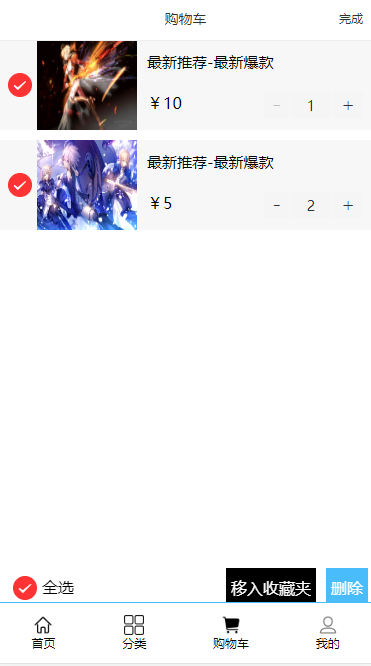 购物车 完成
最新推荐-最新爆款
￥10 - 1 +
最新推荐-最新爆款
￥5 - 2 +
全选 移入收藏夹 删除
首页 分类 购物车 我的